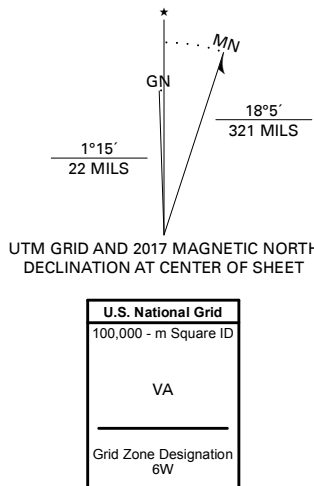 ★
MN
GN
18°5´
321 MILS
1°15´
22 MILS
UTM GRID AND 2017 MAGNETIC NORTH
DECLINATION AT CENTER OF SHEET
U.S. National Grid
100,000 - m Square ID
VA
Grid Zone Designation
6W